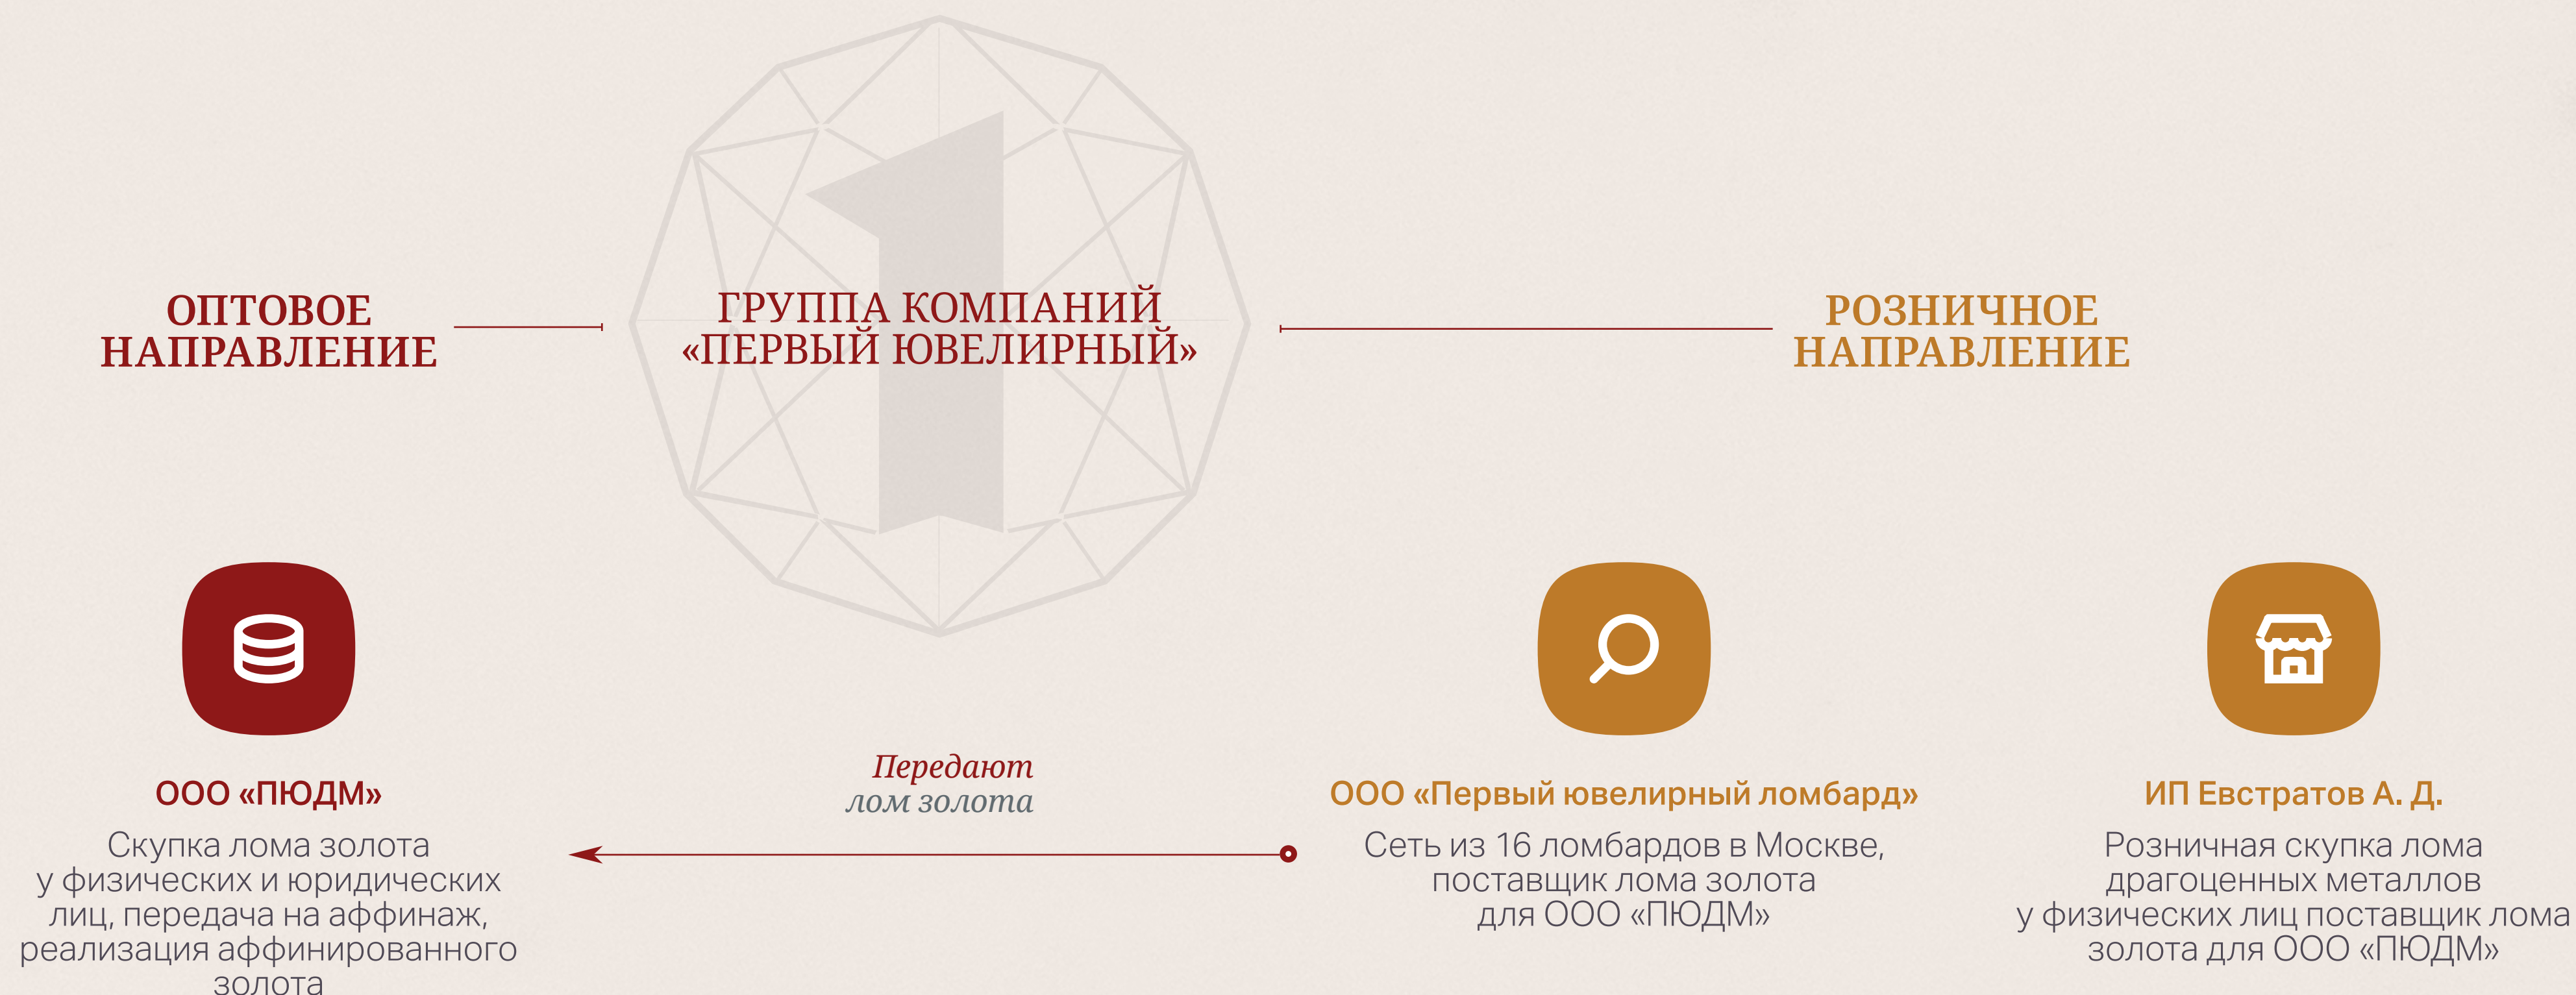 ОПТОВОЕ
НАПРАВЛЕНИЕ
ГРУППА КОМПАНИЙ
«ПЕРВЫЙ ЮВЕЛИРНЫЙ»
РОЗНИЧНОЕ
НАПРАВЛЕНИЕ
ООО «ПЮДМ»
Скупка лома золота
у физических и юридических
лиц, передача на аффинаж,
реализация аффинированного
золота
Передают
лом золота
ООО «Первый ювелирный ломбард»
Сеть из 16 ломбардов в Москве,
поставщик лома золота
для ООО «ПЮДМ»
ИП Евстратов А. Д.
Розничная скупка лома
драгоценных металлов
у физических лиц поставщик лома
золота для ООО «ПЮДМ»
1